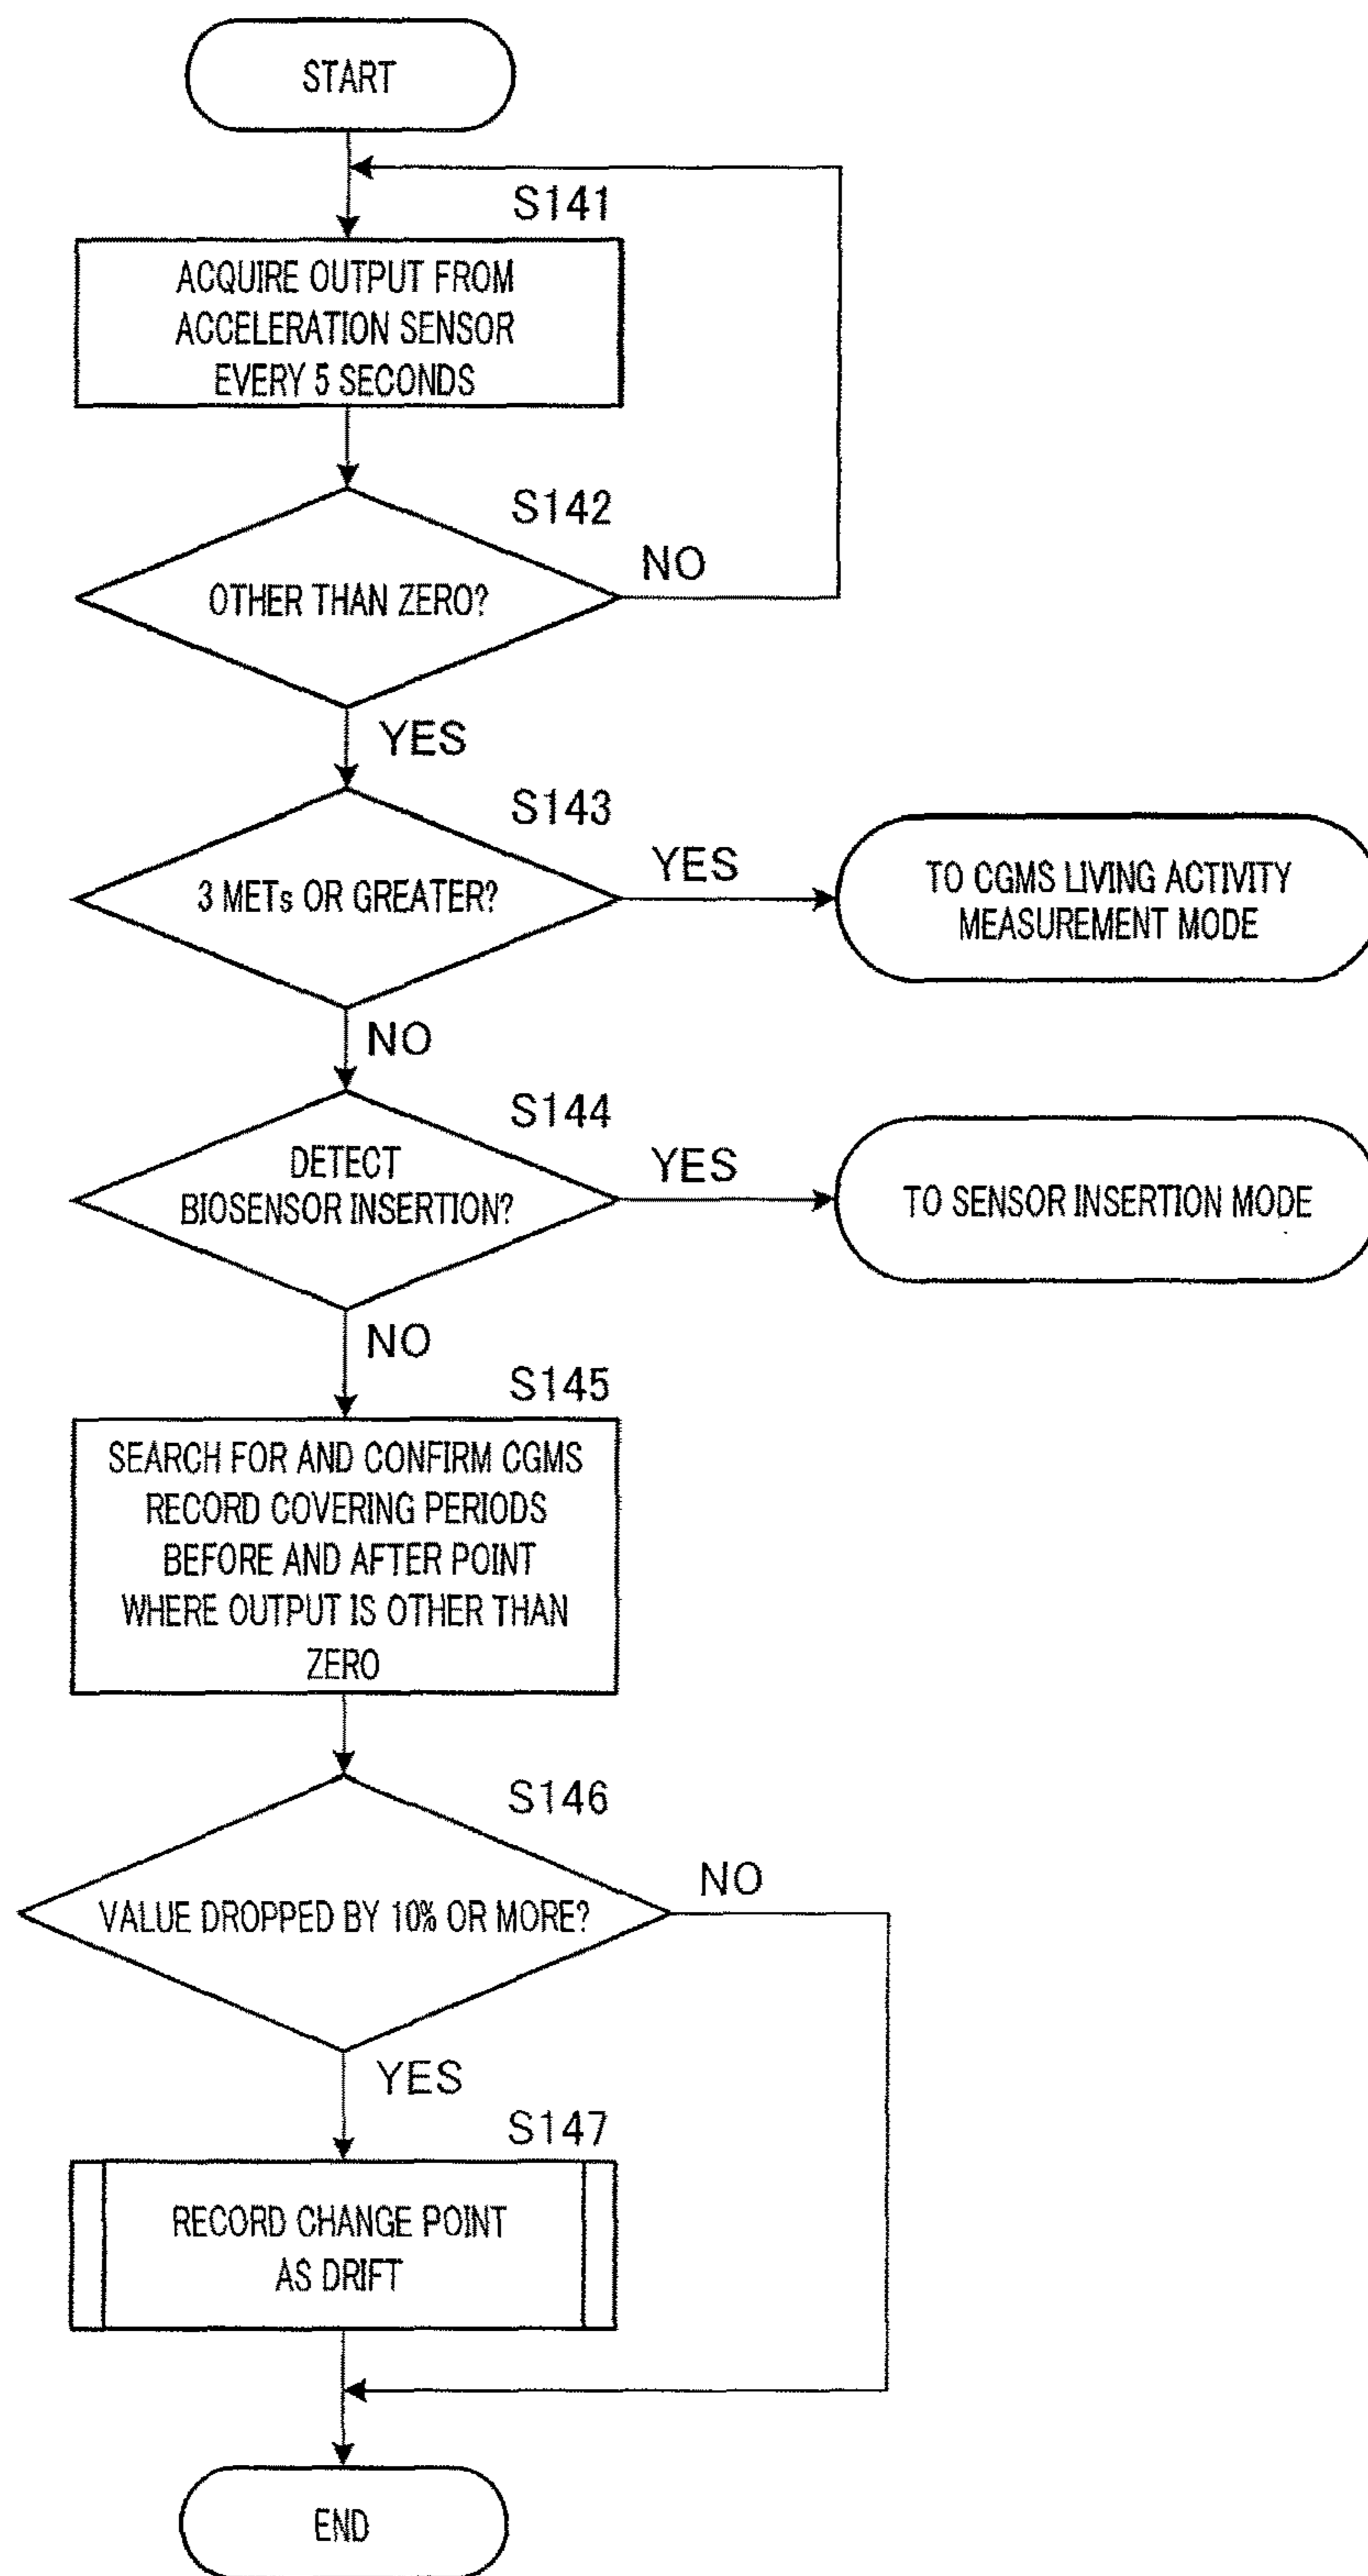 START
S141
ACQUIRE OUTPUT FROM
ACCELERATION SENSOR
EVERY 5 SECONDS
S142
OTHER THAN ZERO?
NO
YES
S143
3 METs OR GREATER?
YES
TO CGMS LIVING ACTIVITY
MEASUREMENT MODE
NO
S144
DETECT
BIOSENSOR INSERTION?
YES
TO SENSOR INSERTION MODE
NO
S145
SEARCH FOR AND CONFIRM CGMS
RECORD COVERING PERIODS
BEFORE AND AFTER POINT
WHERE OUTPUT IS OTHER THAN
ZERO
S146
VALUE DROPPED BY 10% OR MORE?
NO
YES
S147
RECORD CHANGE POINT
AS DRIFT
END